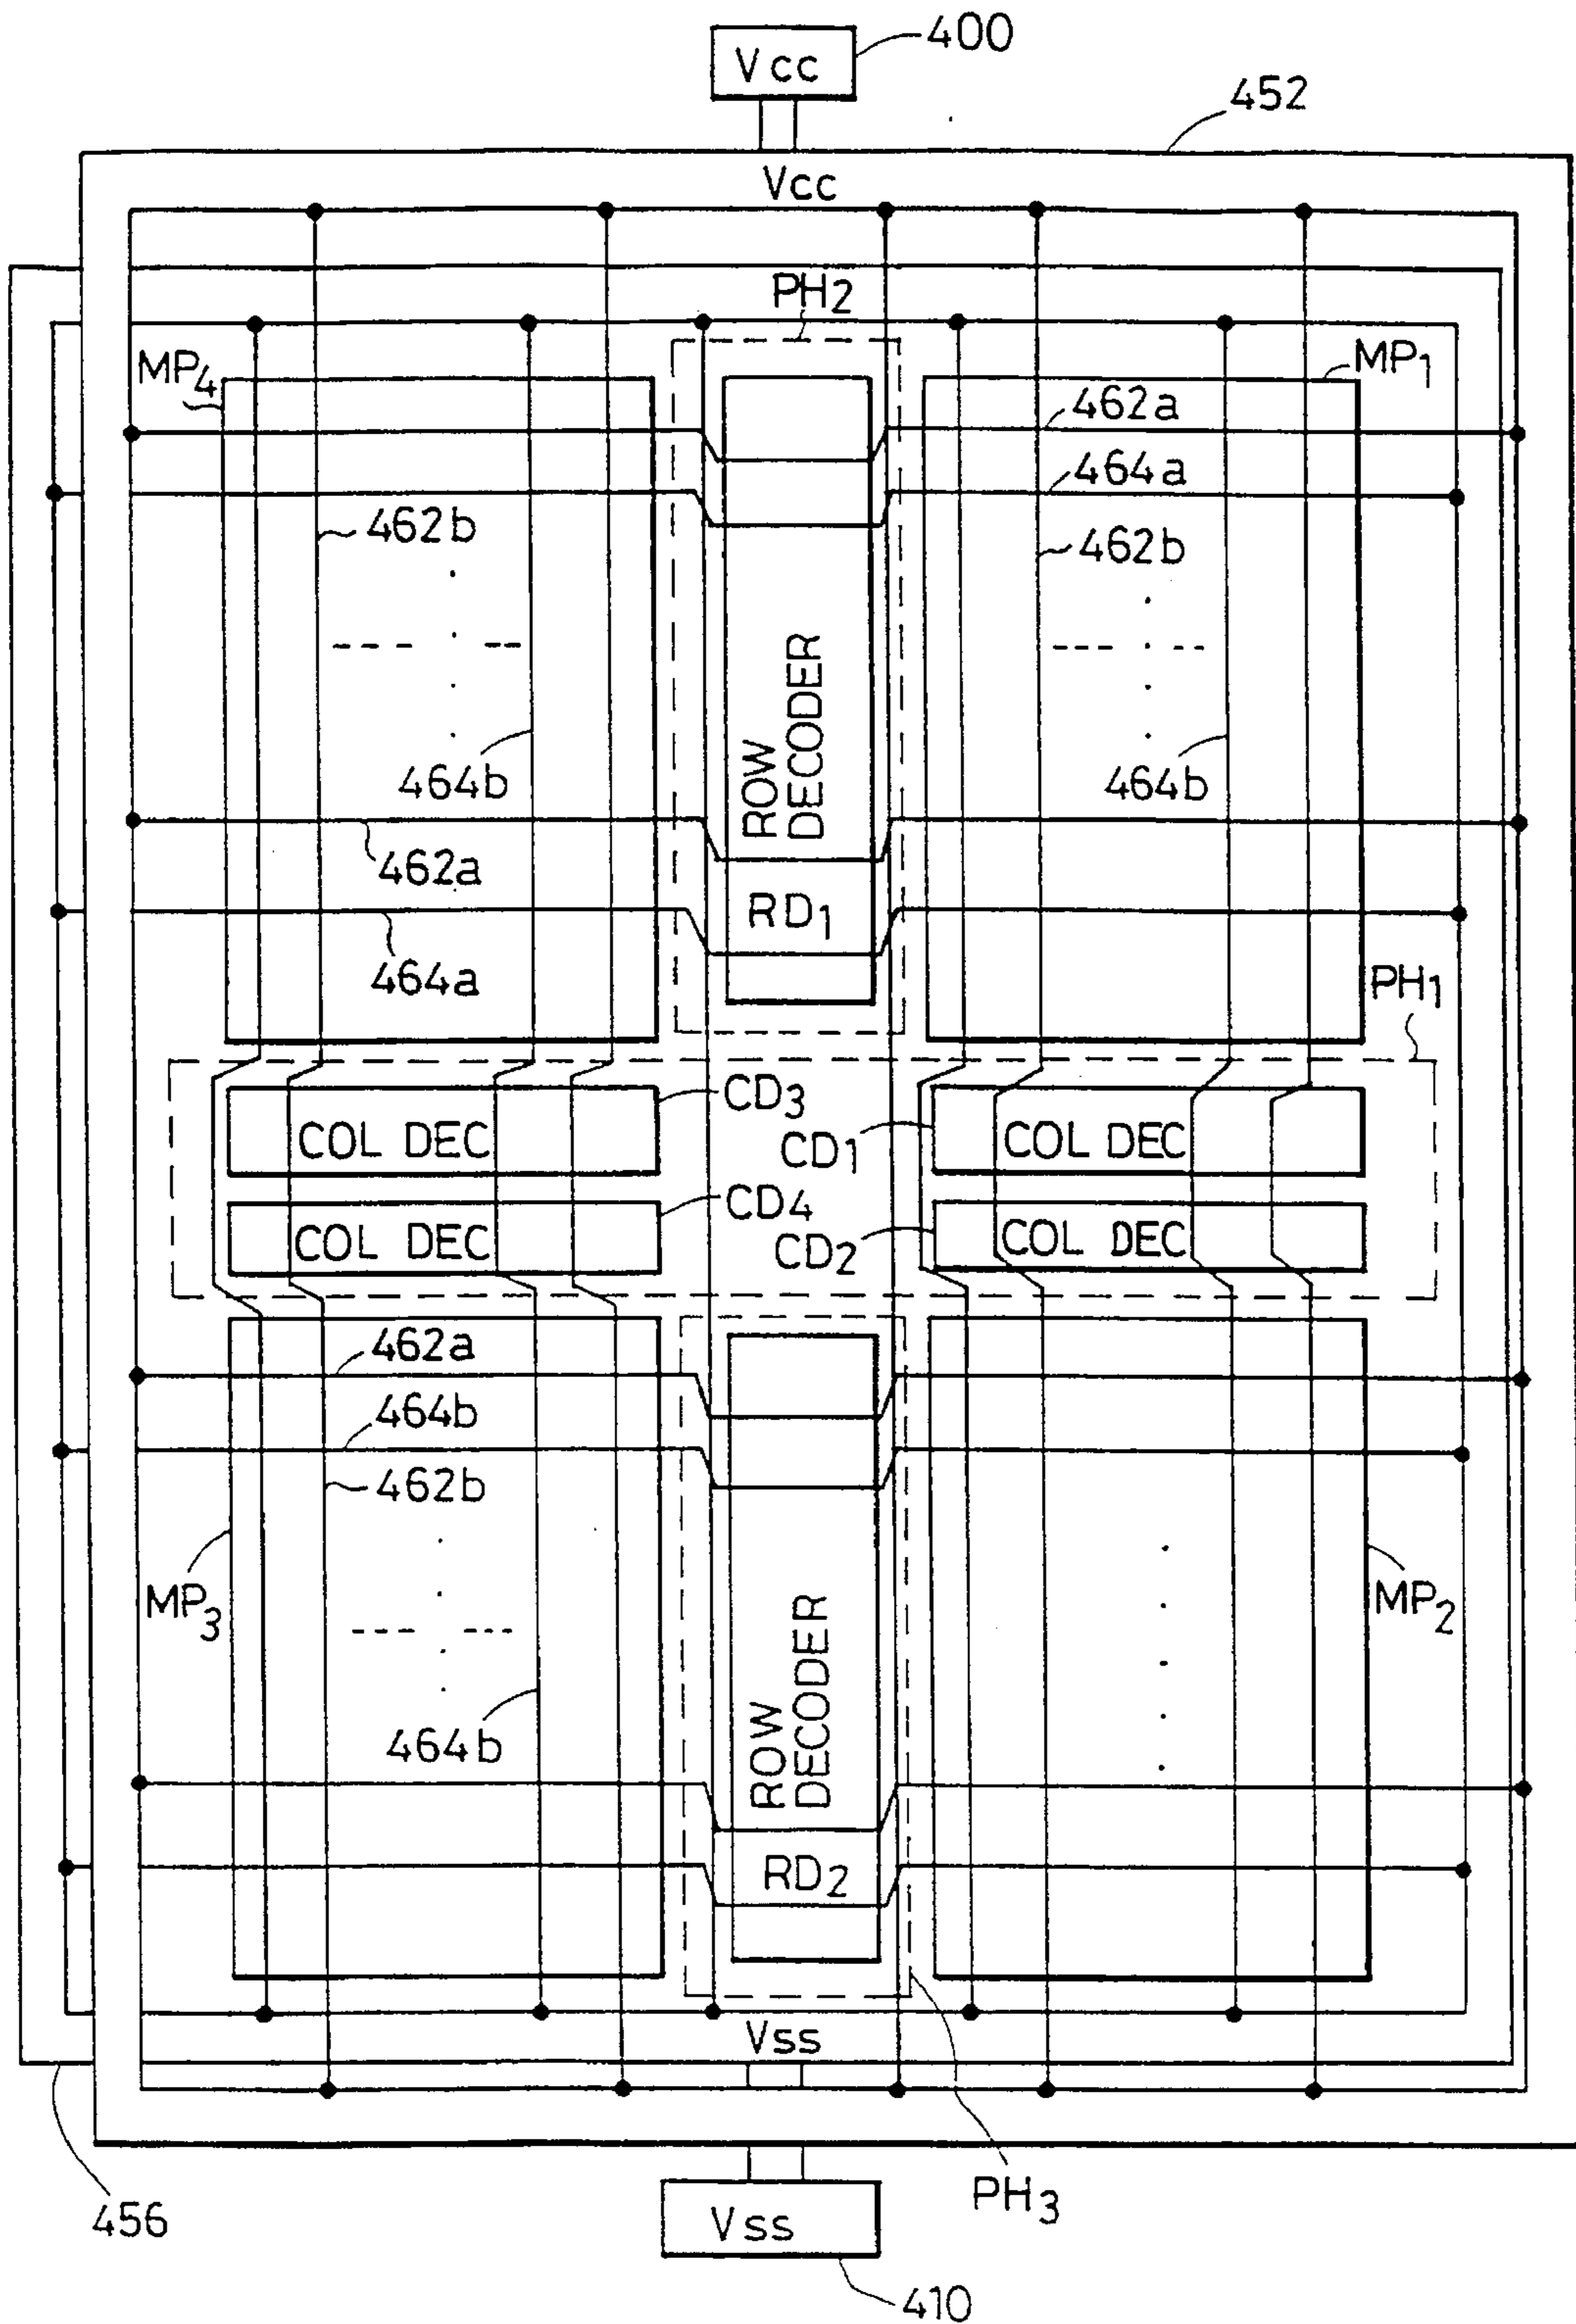 Vcc
400
452
Vcc
PH2
MP4
MP1
462a
464a
462b
462b
ROW DECODER
464b
464b
462a
RD1
464a
PH1
COL DEC
CD3
CD1
COL DEC
COL DEC
CD4
CD2
COL DEC
462a
464b
462b
MP3
MP2
ROW DECODER
464b
RD2
Vss
PH3
456
Vss
410